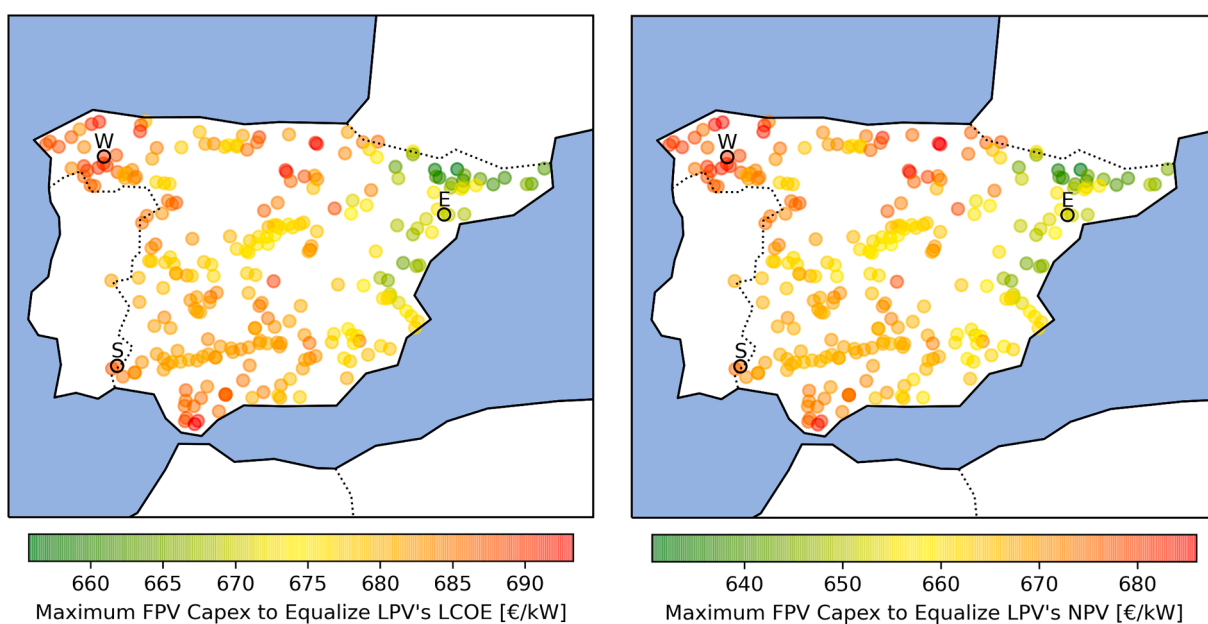 W
E
S
660 665 670 675 680 685 690
Maximum FPV Capex to Equalize LPV's LCOE [€/kW]
W
E
S
640 650 660 670 680
Maximum FPV Capex to Equalize LPV's NPV [€/kW]